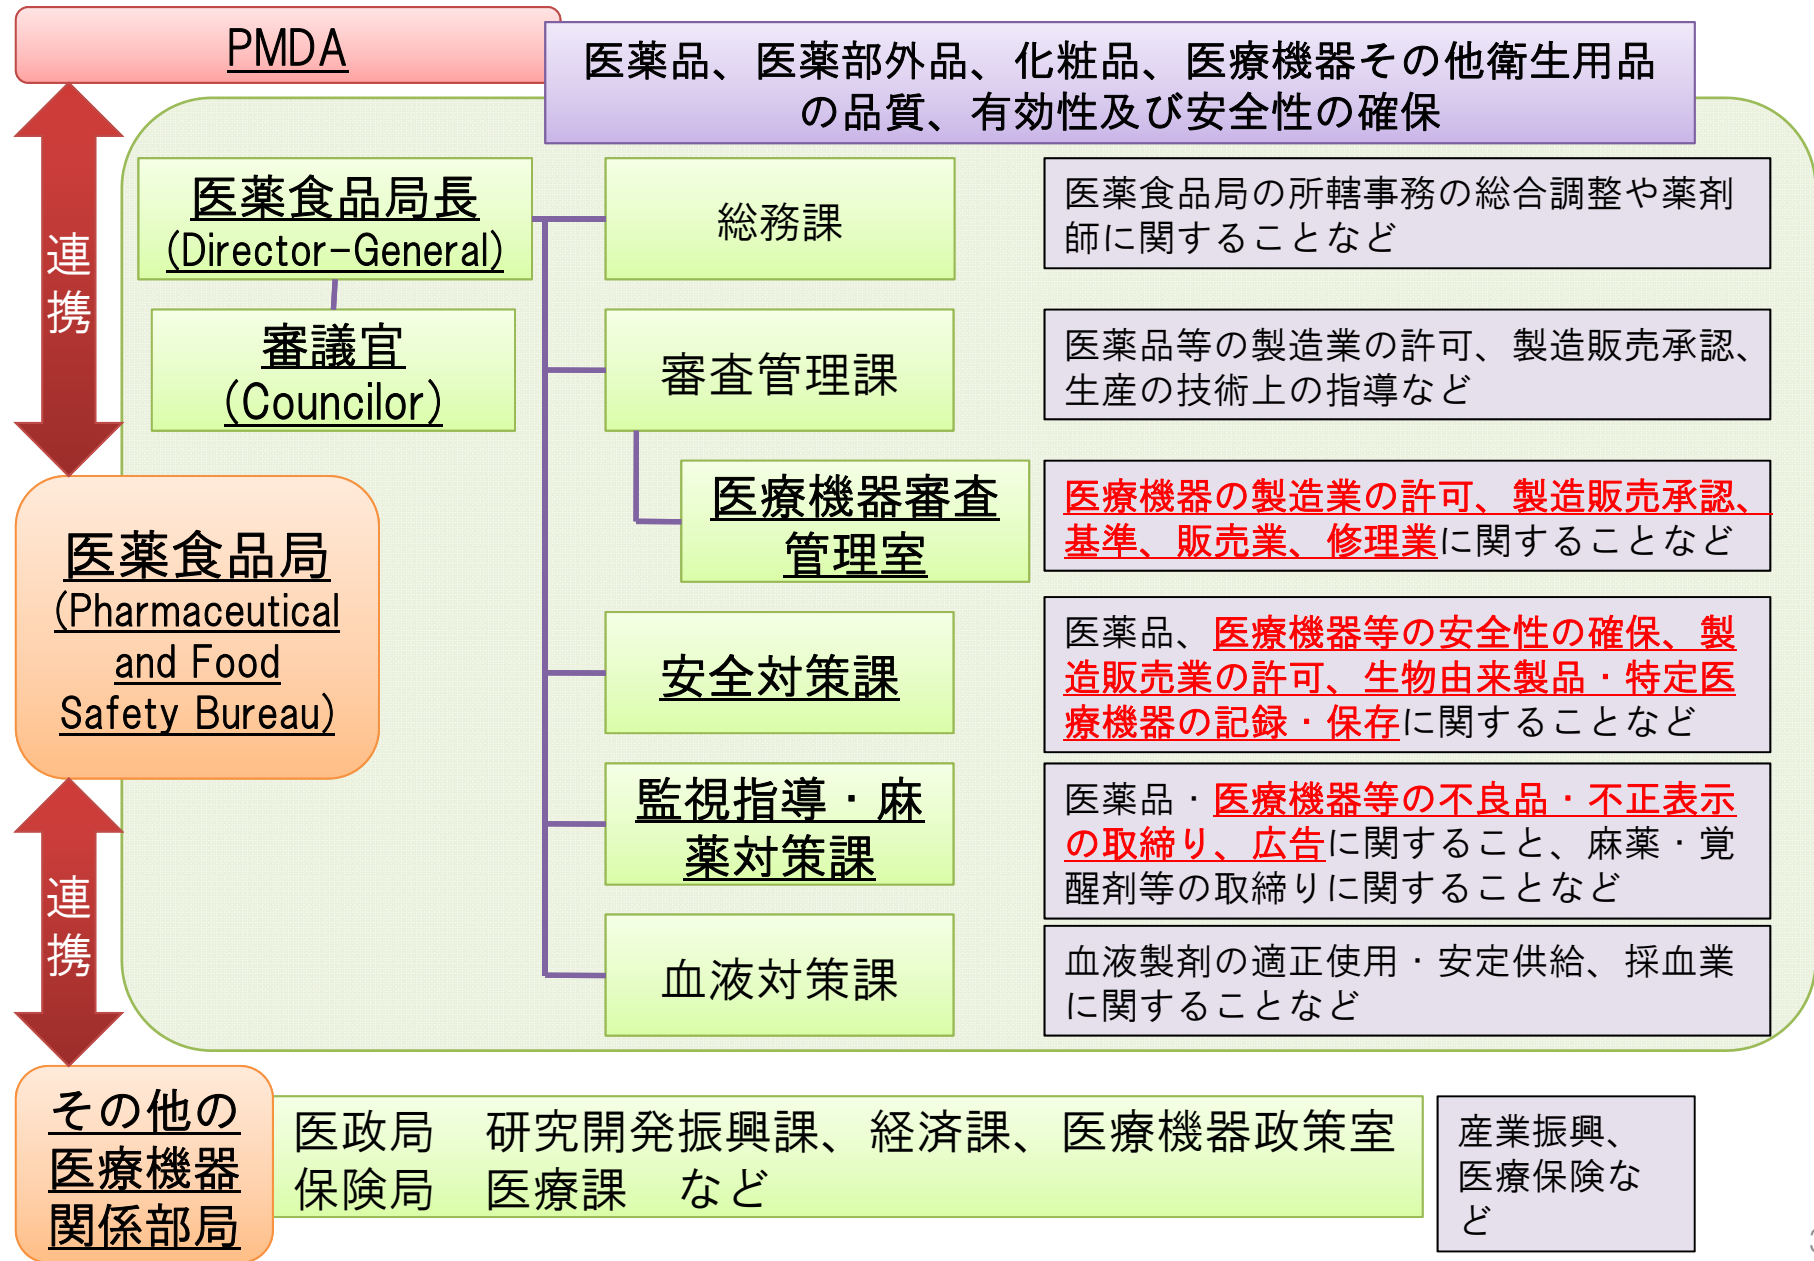 PMDA
医薬品、医薬部外品、化粧品、医療機器その他衛生用品
の品質、有効性及び安全性の確保
連
携
医薬食品局長
(Director-General)
審議官
(Councilor)
総務課
医薬食品局の所轄事務の総合調整や薬剤
師に関することなど
審査管理課
医薬品等の製造業の許可、製造販売承認、
生産の技術上の指導など
医療機器審査
管理室
医療機器の製造業の許可、製造販売承認、
基準、販売業、修理業に関することなど
医薬食品局
(Pharmaceutical
and Food
Safety Bureau)
安全対策課
医薬品、医療機器等の安全性の確保、製
造販売業の許可、生物由来製品・特定医
療機器の記録・保存に関することなど
監視指導・麻
薬対策課
医薬品・医療機器等の不良品・不正表示
の取締り、広告に関すること、麻薬・覚
醒剤等の取締りに関することなど
連
携
血液対策課
血液製剤の適正使用・安定供給、採血業
に関することなど
その他の
医療機器
関係部局
医政局　研究開発振興課、経済課、医療機器政策室
保険局　医療課　など
産業振興、
医療保険な
ど